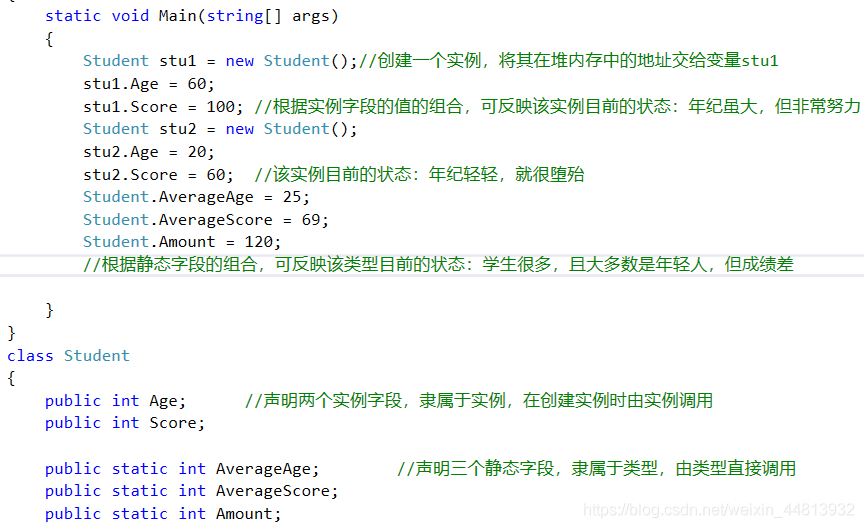 {
    static void Main(string[] args)
    {
        Student stu1 = new Student();//创建一个实例，将其在堆内存中的地址交给变量stu1
        stu1.Age = 60;
        stu1.Score = 100; //根据实例字段的值的组合，可反映该实例目前的状态：年纪虽大，但非常努力
        Student stu2 = new Student();
        stu2.Age = 20;
        stu2.Score = 60;  //该实例目前的状态：年纪轻轻，就很堕殆
        Student.AverageAge = 25;
        Student.AverageScore = 69;
        Student.Amount = 120;
        //根据静态字段的组合，可反映该类型目前的状态：学生很多，且大多数是年轻人，但成绩差
    }
}
class Student
{
    public int Age;      //声明两个实例字段，隶属于实例，在创建实例时由实例调用
    public int Score;
    public static int AverageAge;        //声明三个静态字段，隶属于类型，由类型直接调用
    public static int AverageScore;
    public static int Amount;
https://blog.csdn.net/weixin_44813932